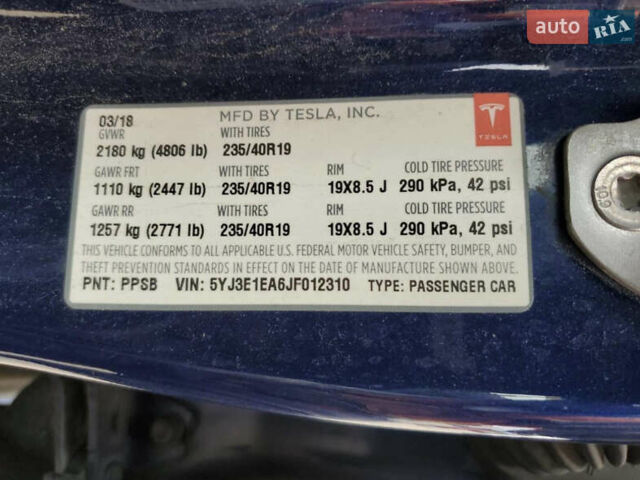 auto RIA .com
03/18 MFD BY TESLA, INC.
GVWR WITH TIRES
2180 kg (4806 lb) 235/40R19
GAWR FRT WITH TIRES RIM COLD TIRE PRESSURE
1110 kg (2447 lb) 235/40R19 19X8.5 J 290 kPa, 42 psi
GAWR RR WITH TIRES RIM COLD TIRE PRESSURE
1257 kg (2771 lb) 235/40R19 19X8.5 J 290 kPa, 42 psi
THIS VEHICLE CONFORMS TO ALL APPLICABLE U.S. FEDERAL MOTOR VEHICLE SAFETY, BUMPER, AND
THEFT PREVENTION STANDARDS IN EFFECT ON THE DATE OF MANUFACTURE SHOWN ABOVE.
PNT: PPSB VIN: 5YJ3E1EA6JF012310 TYPE: PASSENGER CAR
TESLA
10.9